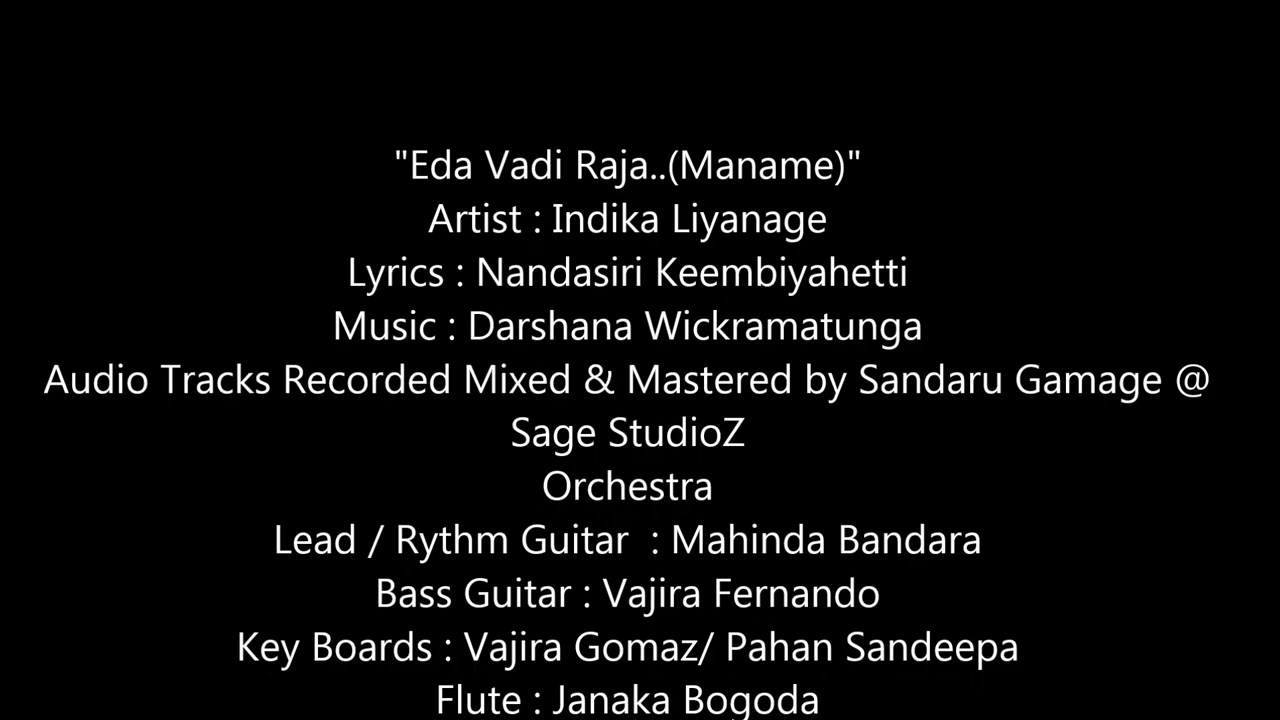 "Eda Vadi Raja..(Maname)"
Artist : Indika Liyanage
Lyrics : Nandasiri Keembiyahetti
Music : Darshana Wickramatunga
Audio Tracks Recorded Mixed & Mastered by Sandaru Gamage @
Sage StudioZ
Orchestra
Lead / Rythm Guitar  : Mahinda Bandara
Bass Guitar : Vajira Fernando
Key Boards : Vajira Gomaz/ Pahan Sandeepa
Flute : Janaka Bogoda